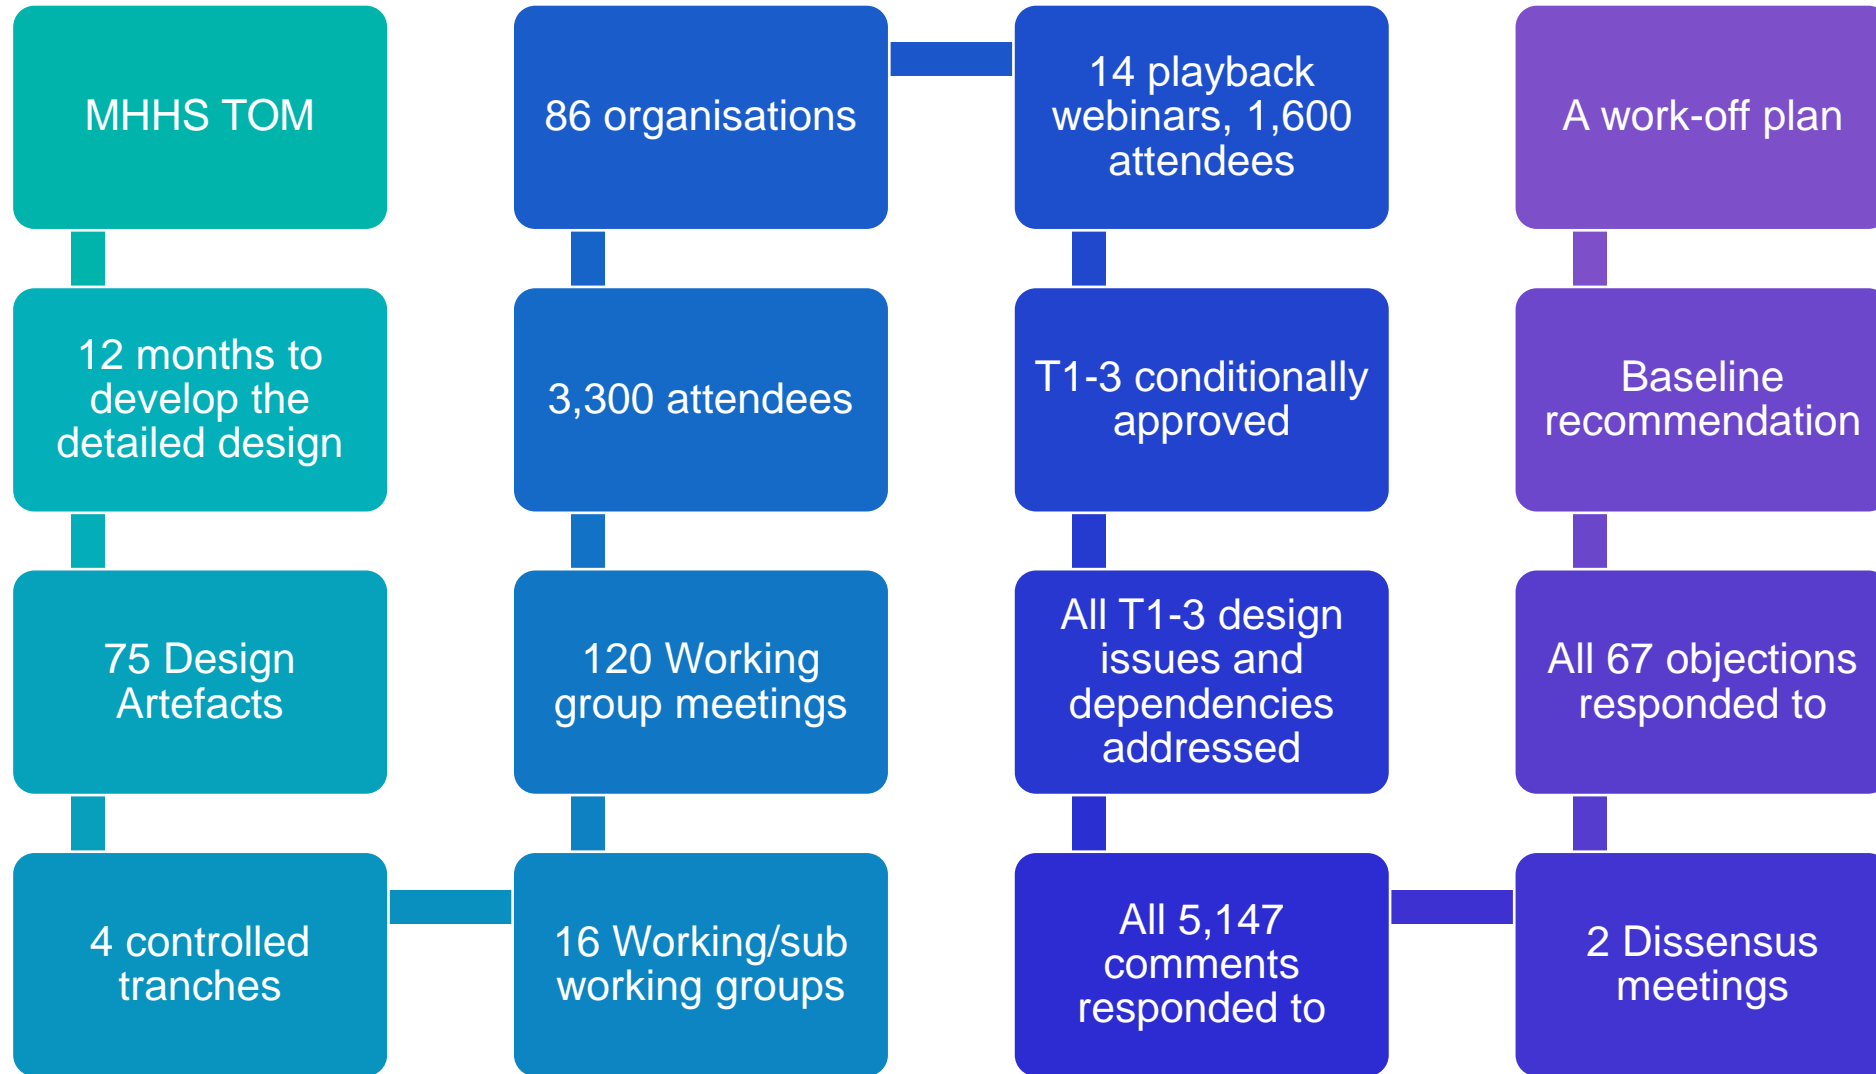 MHHS TOM
12 months to
develop the
detailed design
75 Design
Artefacts
4 controlled
tranches
16 Working/sub
working groups
120 Working
group meetings
3,300 attendees
86 organisations
14 playback
webinars, 1,600
attendees
T1-3 conditionally
approved
All T1-3 design
issues and
dependencies
addressed
All 5,147
comments
responded to
2 Dissensus
meetings
All 67 objections
responded to
Baseline
recommendation
A work-off plan